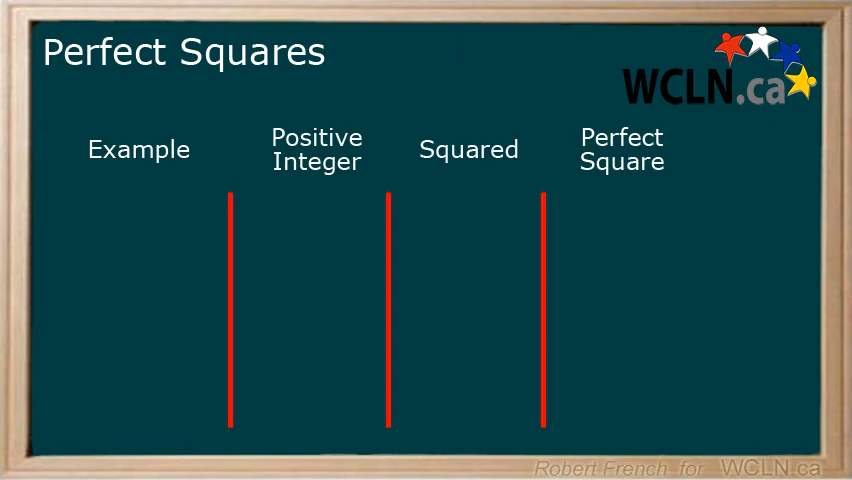 Perfect Squares
WCLN.ca
Example
Positive
Integer
Squared
Perfect
Square
Robert French for WCLN.ca